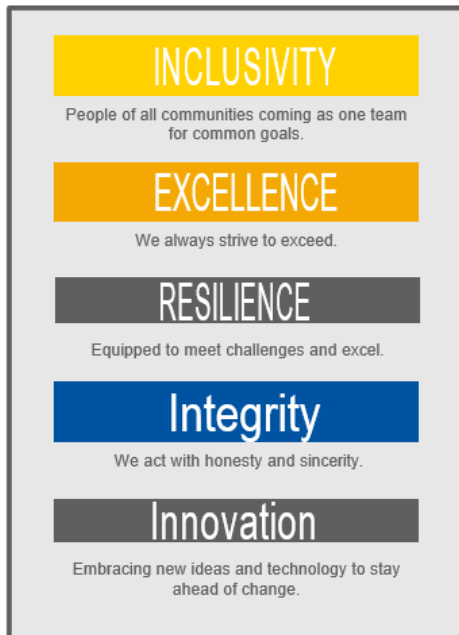 INCLUSIVITY
People of all communities coming as one team
for common goals.
EXCELLENCE
We always strive to exceed.
RESILIENCE
Equipped to meet challenges and excel.
Integrity
We act with honesty and sincerity.
Innovation
Embracing new ideas and technology to stay
ahead of change.